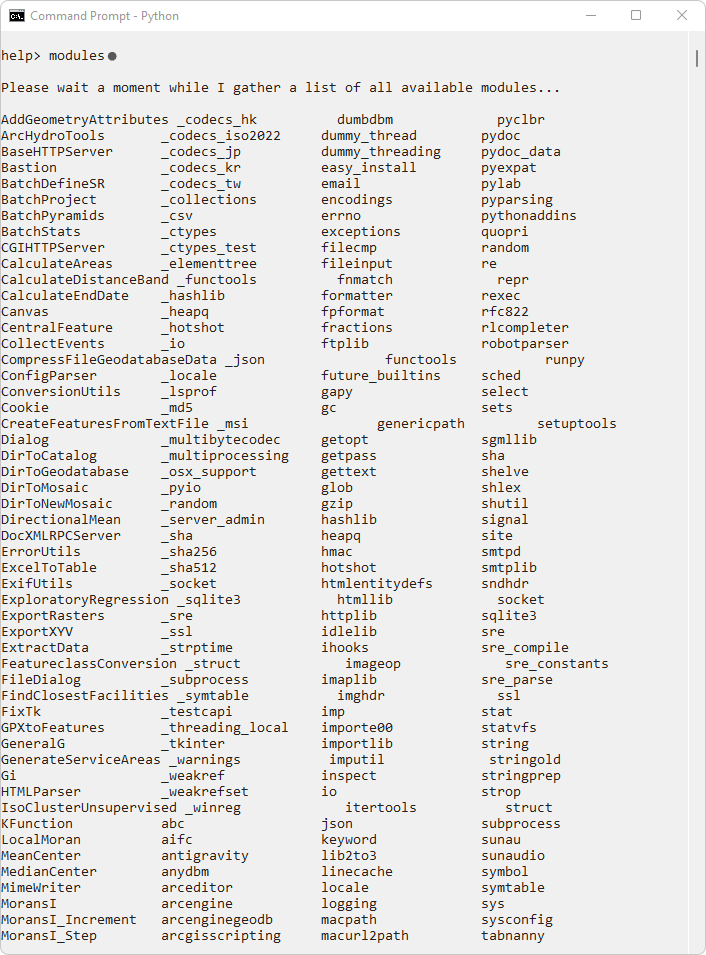 Command Prompt - Python
help> modules
Please wait a moment while I gather a list of all available modules...
AddGeometryAttributes _codecs_hk          dumbdbm             pyclbr
ArcHydroTools       _codecs_iso2022     dummy_thread        pydoc
BaseHTTPServer      _codecs_jp          dummy_threading     pydoc_data
Bastion             _codecs_kr          easy_install        pyexpat
BatchDefineSR       _codecs_tw          email               pylab
BatchProject        _collections        encodings           pyparsing
BatchPyramids       _csv                errno               pythonaddins
BatchStats          _ctypes             exceptions          quopri
CGIHTTPServer       _ctypes_test        filecmp             random
CalculateAreas      _elementtree        fileinput           re
CalculateDistanceBand _functools          fnmatch             repr
CalculateEndDate    _hashlib            formatter           rexec
Canvas              _heapq              fpformat            rfc822
CentralFeature      _hotshot            fractions           rlcompleter
CollectEvents       _io                 ftplib              robotparser
CompressFileGeodatabaseData _json               functools           runpy
ConfigParser        _locale             future_builtins     sched
ConversionUtils     _lsprof             gapy                select
Cookie              _md5                gc                  sets
CreateFeaturesFromTextFile _msi                genericpath         setuptools
Dialog              _multibytecodec     getopt              sgmllib
DirToCatalog        _multiprocessing    getpass             sha
DirToGeodatabase    _osx_support        gettext             shelve
DirToMosaic         _pyio               glob                shlex
DirToNewMosaic      _random             gzip                shutil
DirectionalMean     _server_admin       hashlib             signal
DocXMLRPCServer     _sha                heapq               site
ErrorUtils          _sha256             hmac                smtpd
ExcelToTable        _sha512             hotshot             smtplib
ExifUtils           _socket             htmlentitydefs      sndhdr
ExploratoryRegression _sqlite3            htmllib             socket
ExportRasters       _sre                httplib             sqlite3
ExportXYV           _ssl                idlelib             sre
ExtractData         _strptime           ihooks              sre_compile
FeatureclassConversion _struct             imageop             sre_constants
FileDialog          _subprocess         imaplib             sre_parse
FindClosestFacilities _symtable           imghdr              ssl
FixTk               _testcapi           imp                 stat
GPXtoFeatures       _threading_local    importe00           statvfs
GeneralG            _tkinter            importlib           string
GenerateServiceAreas _warnings           imputil             stringold
Gi                  _weakref            inspect             stringprep
HTMLParser          _weakrefset         io                  strop
IsoClusterUnsupervised _winreg             itertools           struct
KFunction           abc                 json                subprocess
LocalMoran          aifc                keyword             sunau
MeanCenter          antigravity         lib2to3             sunaudio
MedianCenter        anydbm              linecache           symbol
MimeWriter          arceditor           locale              symtable
MoransI             arcengine           logging             sys
MoransI_Increment   arcenginegeodb      macpath             sysconfig
MoransI_Step        arcgisscripting     macurl2path         tabnanny